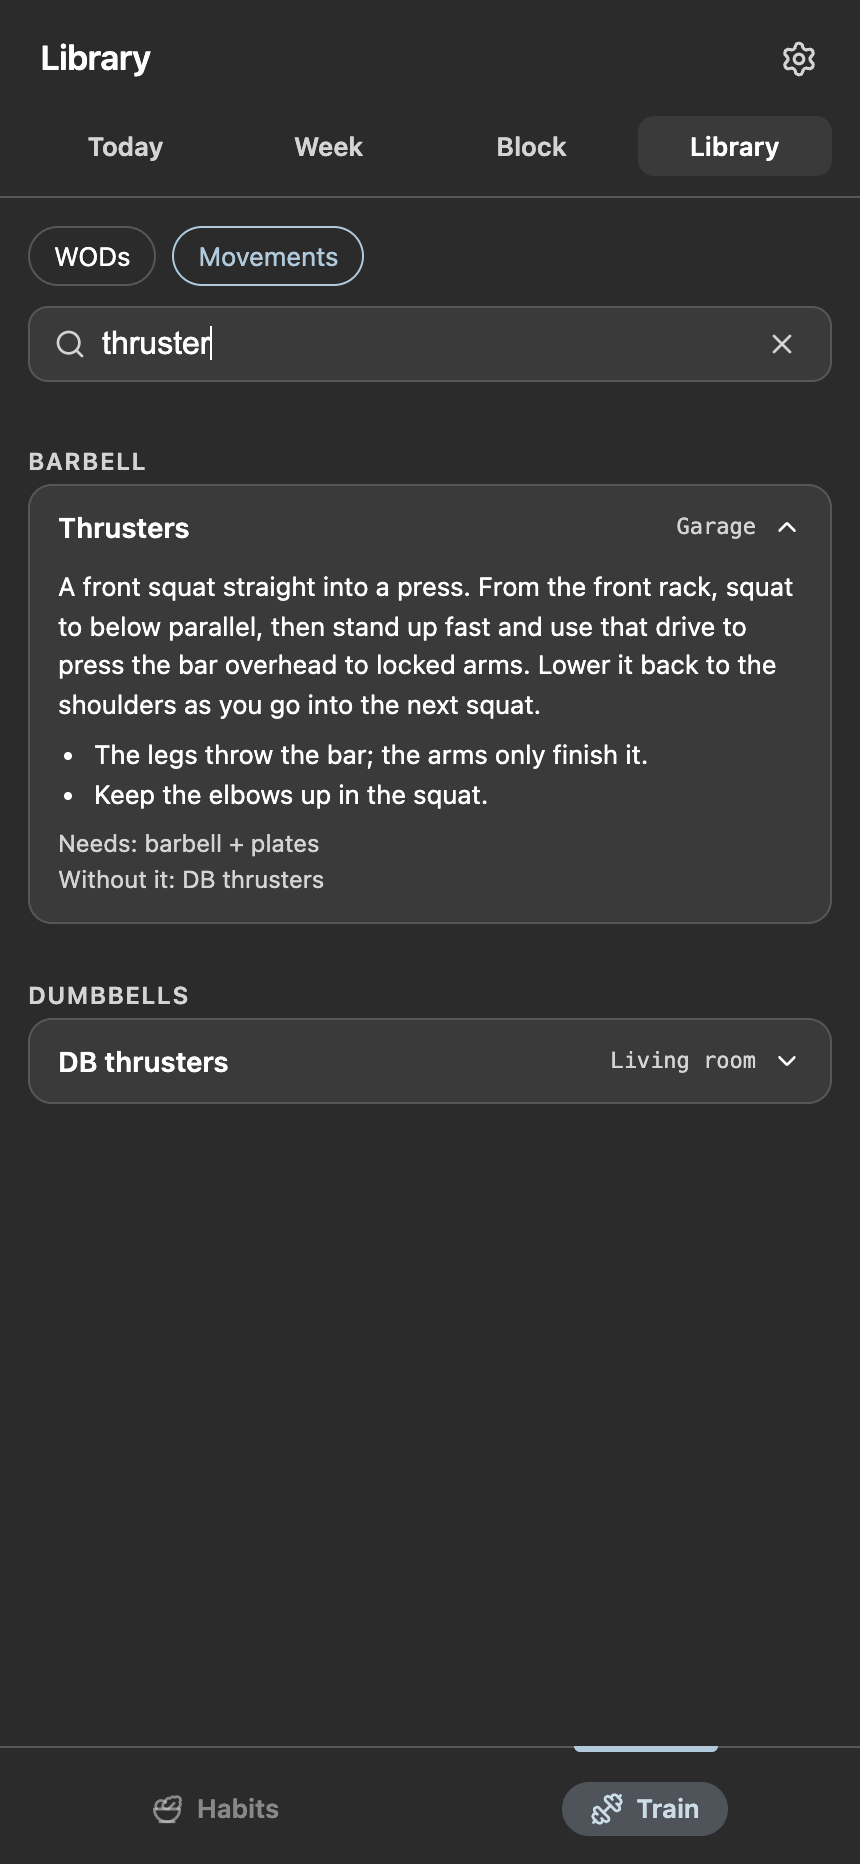 Library
Today Week Block Library
WODs Movements
thruster
BARBELL
Thrusters Garage
A front squat straight into a press. From the front rack, squat
to below parallel, then stand up fast and use that drive to
press the bar overhead to locked arms. Lower it back to the
shoulders as you go into the next squat.
• The legs throw the bar; the arms only finish it.
• Keep the elbows up in the squat.
Needs: barbell + plates
Without it: DB thrusters
DUMBBELLS
DB thrusters Living room
Habits Train